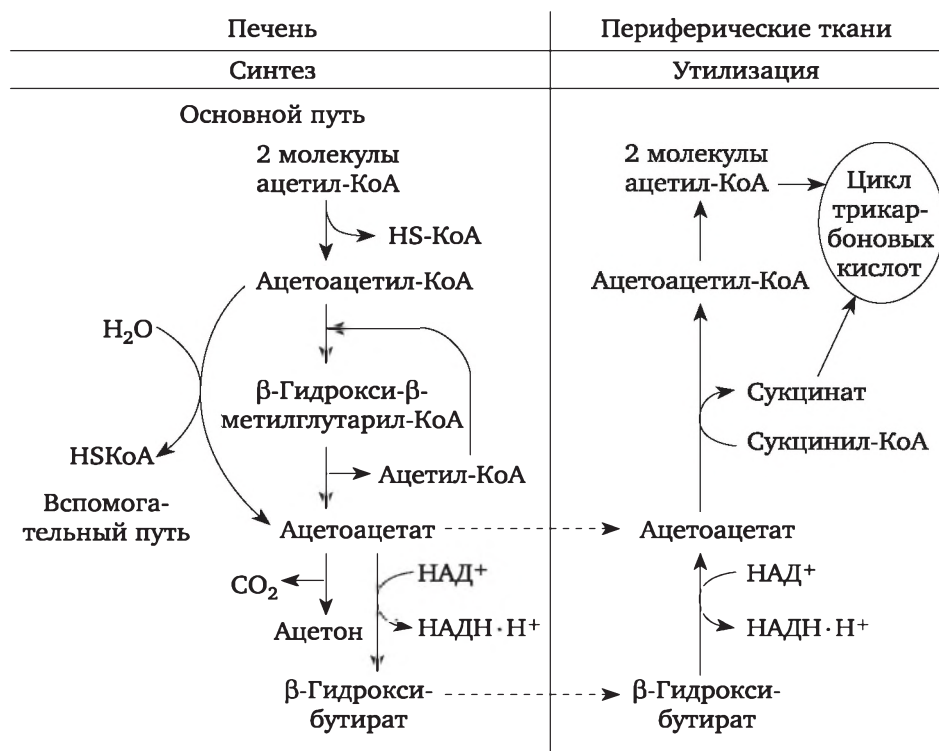 Печень
Периферические ткани
Синтез
Утилизация
Основной путь
2 молекулы
ацетил-КоА
HS-КоА
Ацетоацетил-КоА
H₂O
β-Гидрокси-β-
метилглутарил-КоА
HSКоА
Ацетил-КоА
Вспомога-
тельный путь
Ацетоацетат
CO₂
НАД⁺
Ацетон
НАДН·Н⁺
β-Гидрокси-
бутират
2 молекулы
ацетил-КоА
Цикл
трикар-
боновых
кислот
Ацетоацетил-КоА
Сукцинат
Сукцинил-КоА
Ацетоацетат
НАД⁺
НАДН·Н⁺
β-Гидрокси-
бутират